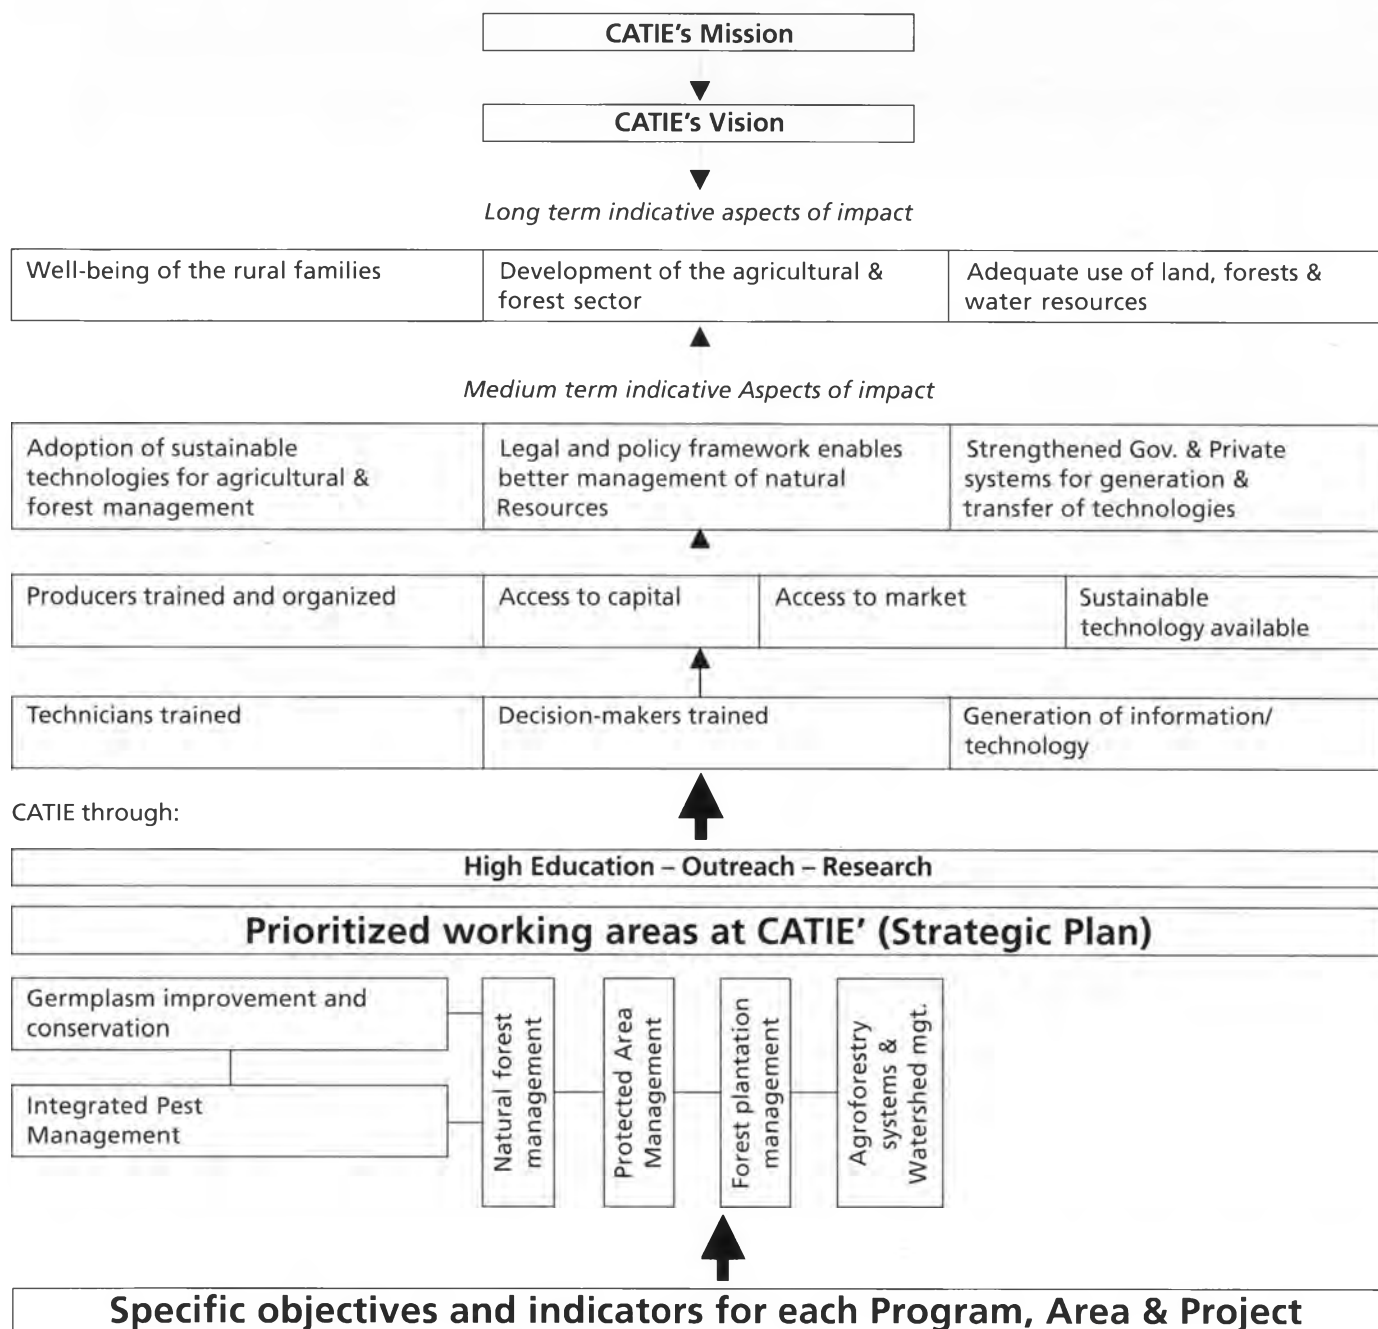 CATIE's Mission
CATIE's Vision
Long term indicative aspects of impact
Well-being of the rural families
Development of the agricultural &
forest sector
Adequate use of land, forests &
water resources
Medium term indicative Aspects of impact
Adoption of sustainable
technologies for agricultural &
forest management
Legal and policy framework enables
better management of natural
Resources
Strengthened Gov. & Private
systems for generation &
transfer of technologies
Producers trained and organized
Access to capital
Access to market
Sustainable
technology available
Technicians trained
Decision-makers trained
Generation of information/
technology
CATIE through:
High Education – Outreach – Research
Prioritized working areas at CATIE' (Strategic Plan)
Germplasm improvement and
conservation
Integrated Pest
Management
Natural forest
management
Protected Area
Management
Forest plantation
management
Agroforestry
systems &
Watershed mgt.
Specific objectives and indicators for each Program, Area & Project